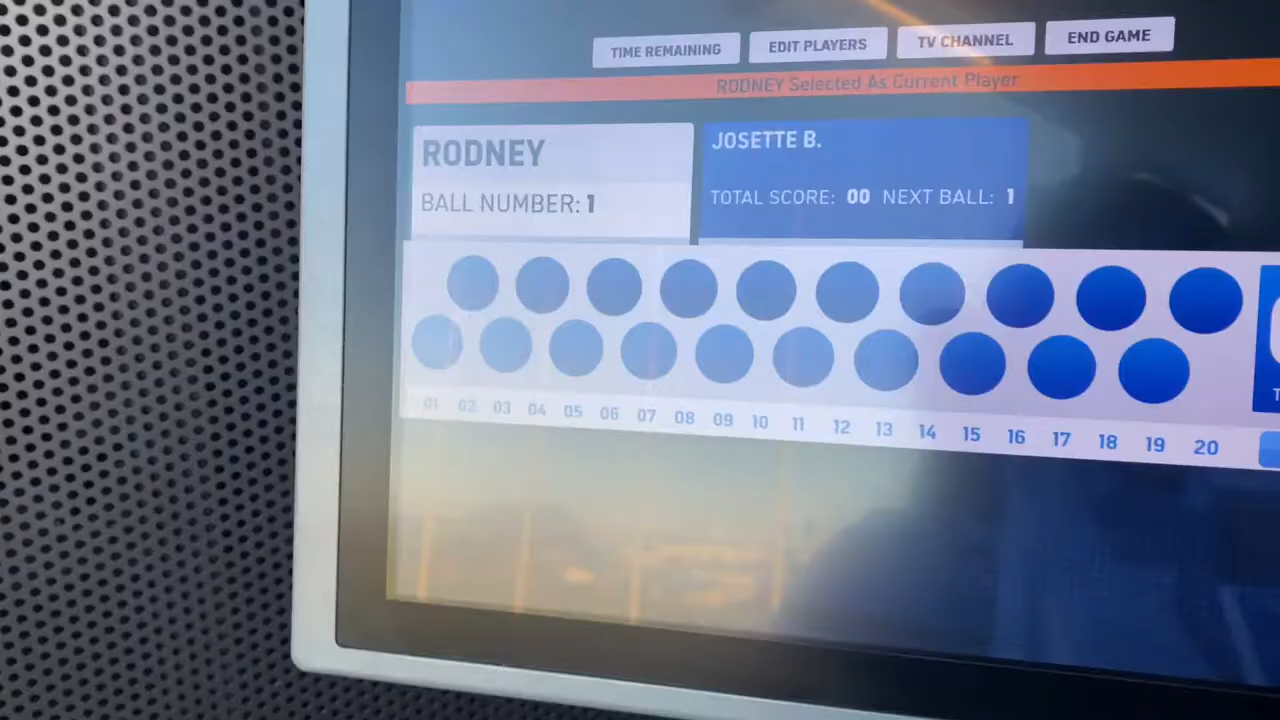 TIME REMAINING EDIT PLAYERS TV CHANNEL END GAME
RODNEY Selected As Current Player
RODNEY
BALL NUMBER: 1
JOSETTE B.
TOTAL SCORE: 00 NEXT BALL: 1
01 02 03 04 05 06 07 08 09 10 11 12 13 14 15 16 17 18 19 20